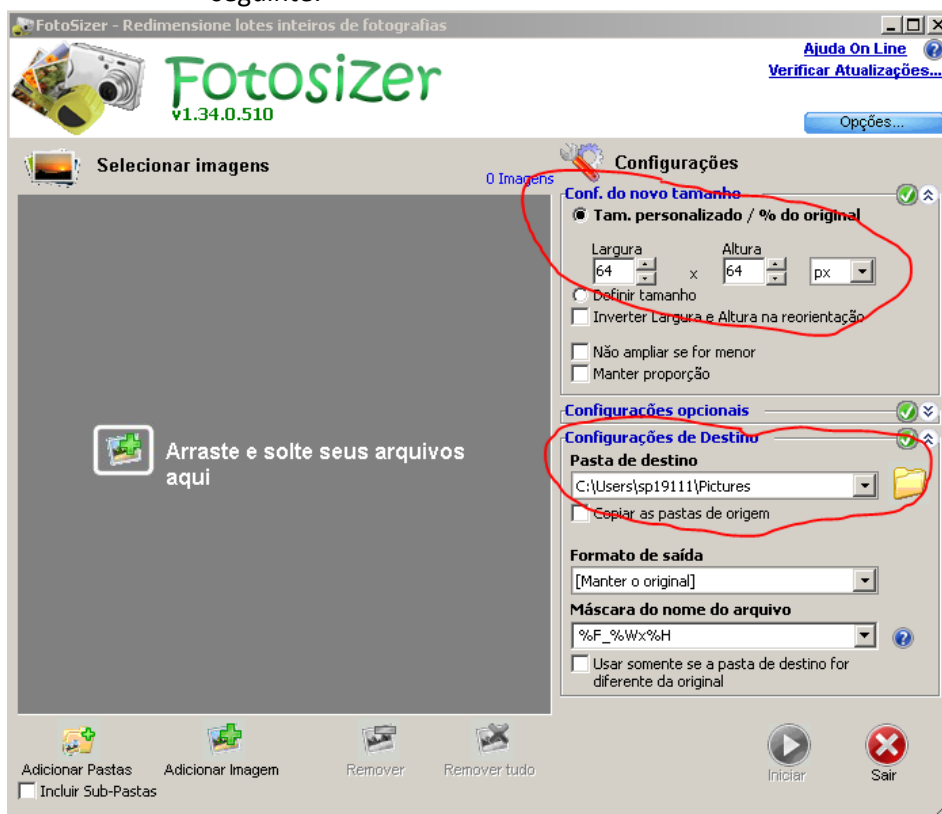 seguinte:
FotoSizer - Redimensione lotes inteiros de fotografias
Ajuda On Line
Verificar Atualizações...
Fotosizer
v1.34.0.510
Opções...
Selecionar imagens
0 Imagens
Configurações
Conf. do novo tamanho
Tam. personalizado / % do original
Largura Altura
64 x 64 px
Definir tamanho
Inverter Largura e Altura na reorientação
Não ampliar se for menor
Manter proporção
Configurações opcionais
Configurações de Destino
Pasta de destino
C:\Users\sp19111\Pictures
Copiar as pastas de origem
Arraste e solte seus arquivos
aqui
Formato de saída
[Manter o original]
Máscara do nome do arquivo
%F_%Wx%H
Usar somente se a pasta de destino for
diferente da original
Adicionar Pastas Adicionar Imagem Remover Remover tudo Iniciar Sair
Incluir Sub-Pastas